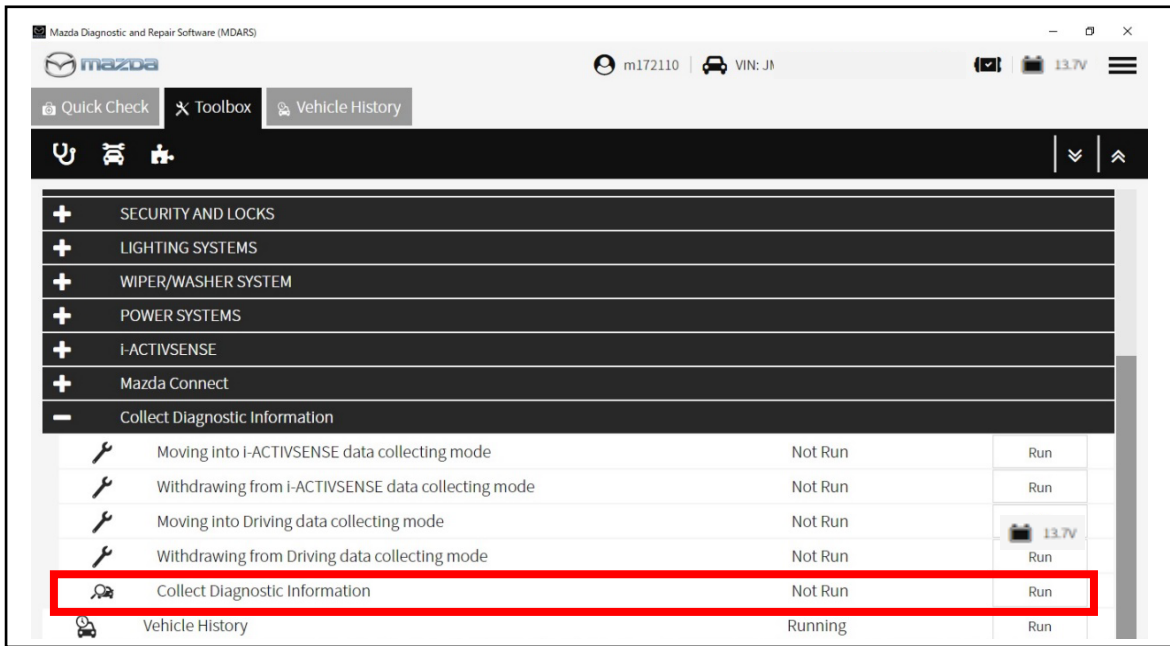 Mazda Diagnostic and Repair Software (MDARS)
mazda m172110 VIN: JM 13.7V
Quick Check Toolbox Vehicle History
SECURITY AND LOCKS
LIGHTING SYSTEMS
WIPER/WASHER SYSTEM
POWER SYSTEMS
i-ACTIVSENSE
Mazda Connect
Collect Diagnostic Information
Moving into i-ACTIVSENSE data collecting mode Not Run Run
Withdrawing from i-ACTIVSENSE data collecting mode Not Run Run
Moving into Driving data collecting mode Not Run 13.7V
Withdrawing from Driving data collecting mode Not Run Run
Collect Diagnostic Information Not Run Run
Vehicle History Running Run